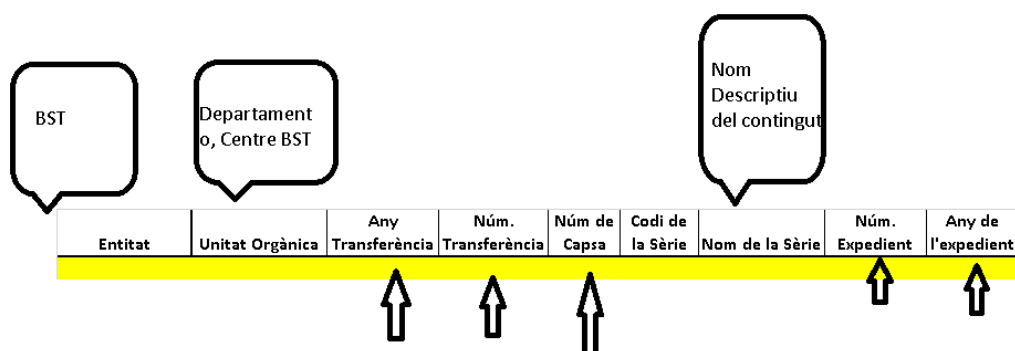 BST
Departament
o, Centre BST
Nom
Descriptiu
del contingut
Entitat
Unitat Orgànica
Any
Transferència
Núm.
Transferència
Núm de
Capsa
Codi de
la Sèrie
Nom de la Sèrie
Núm.
Expedient
Any de
l'expedient